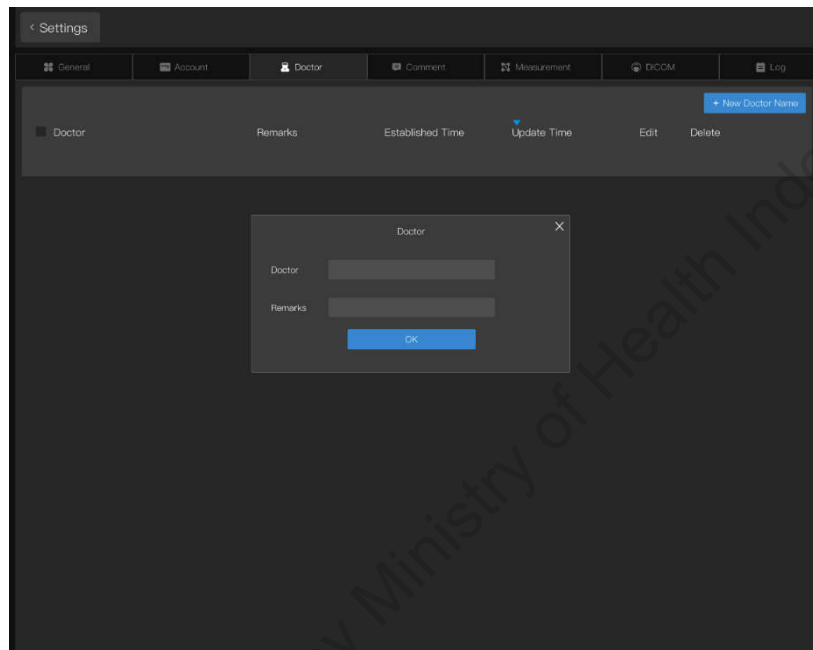 < Settings
General Account Doctor Comment Measurement DICOM Log
+ New Doctor Name
Doctor Remarks Established Time Update Time Edit Delete
Doctor
Doctor
Remarks
OK
y Ministry of Health Indo